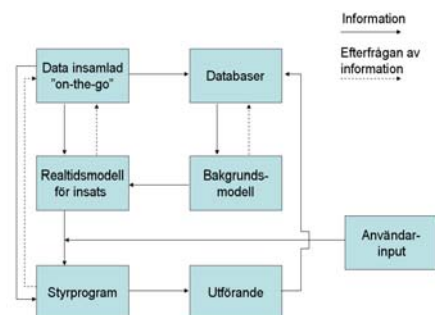 Information
Efterfrågan av
information
Data insamlad
"on-the-go"
Databaser
Realtidsmodell
för insats
Bakgrunds-
modell
Användar-
input
Styrprogram
Utförande